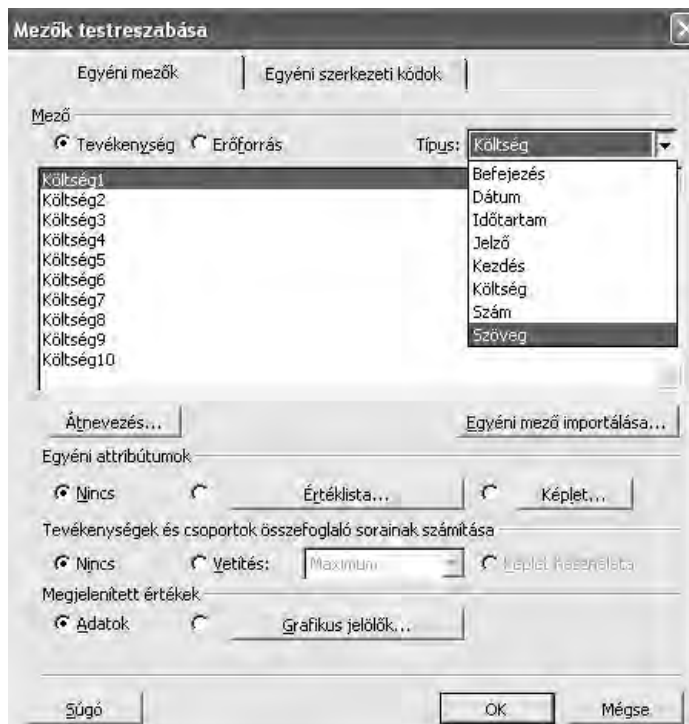 Mezők testreszabása
Egyéni mezők Egyéni szerkezeti kódok
Mező
Tevékenység Erőforrás Típus: Költség
Költség1
Költség2
Költség3
Költség4
Költség5
Költség6
Költség7
Költség8
Költség9
Költség10
Befejezés
Dátum
Időtartam
Jelző
Kezdés
Költség
Szám
Szöveg
Átnevezés... Egyéni mező importálása...
Egyéni attribútumok
Nincs Értéklista... Képlet...
Tevékenységek és csoportok összefoglaló sorainak számítása
Nincs Vetítés: Maximum Képlet használata
Megjelenített értékek
Adatok Grafikus jelölők...
Súgó OK Mégse